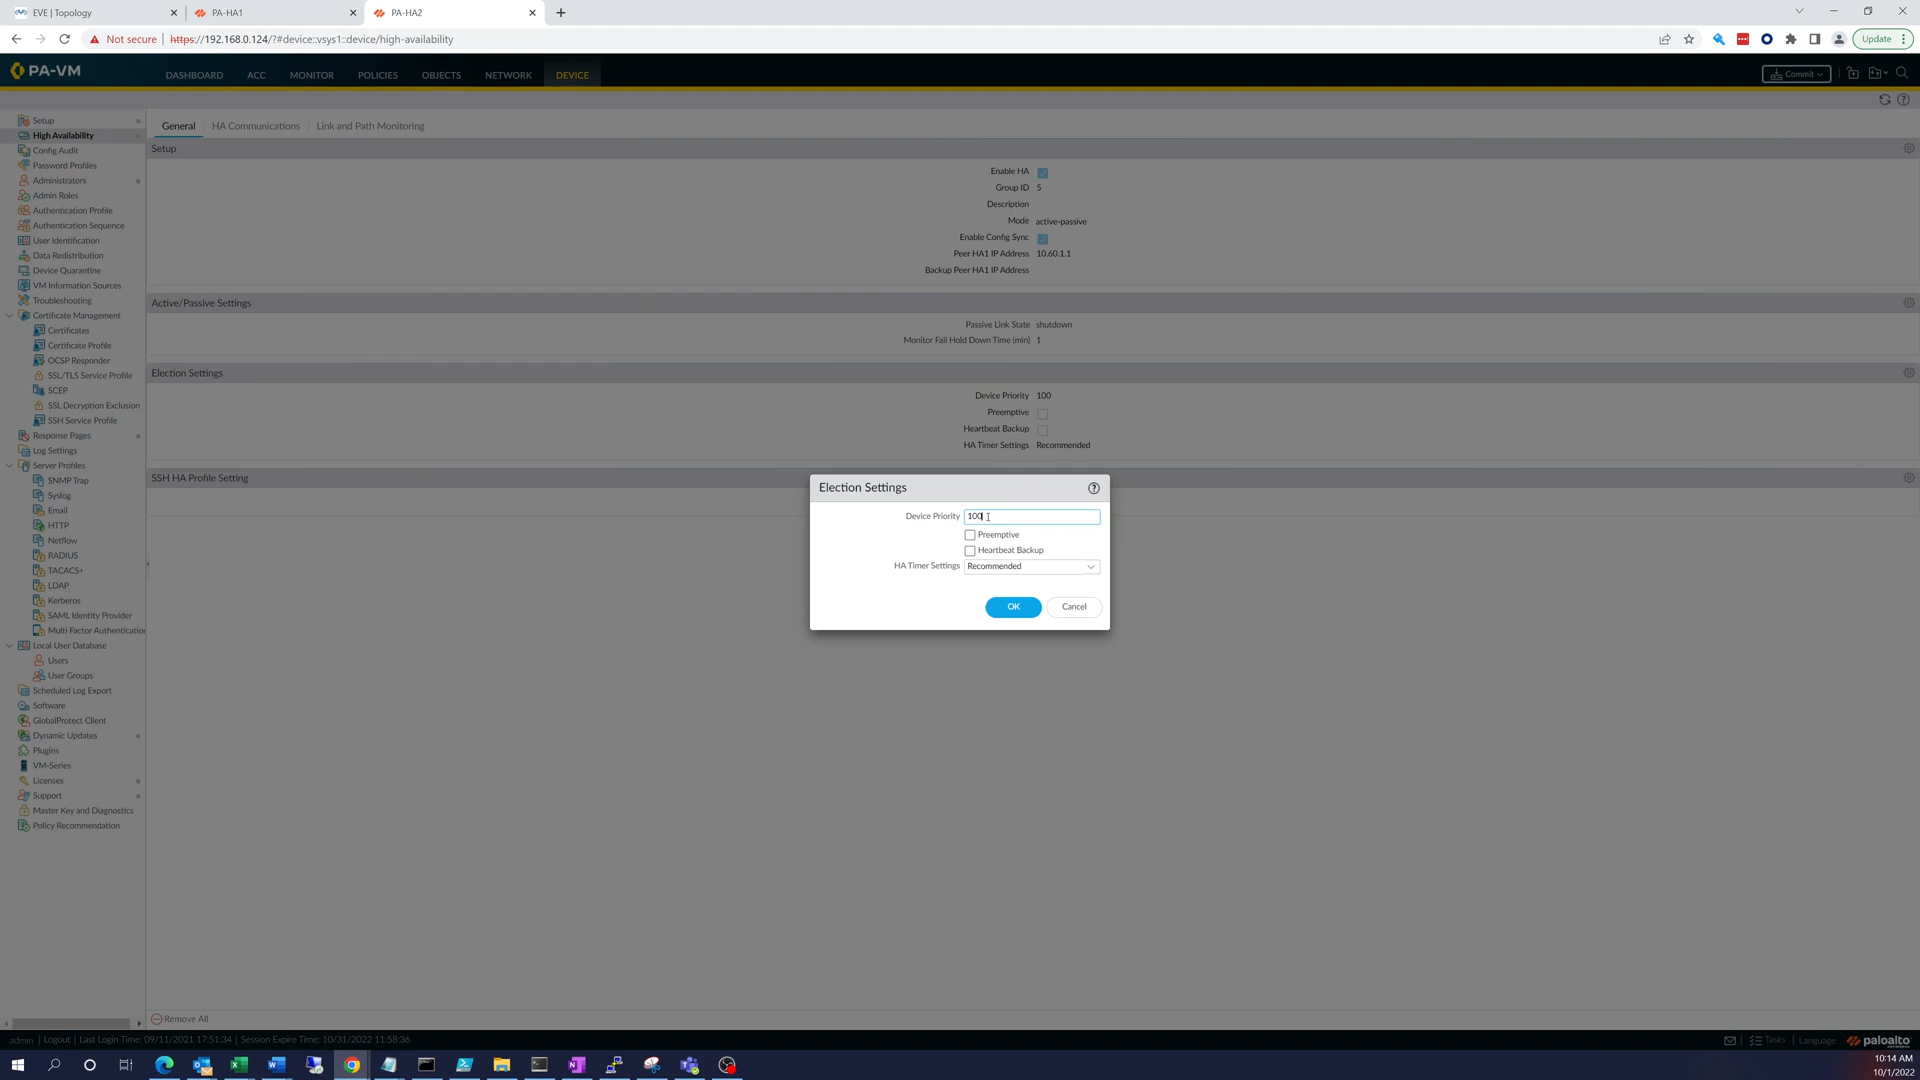 EVE | Topology
PA-HA1
PA-HA2
Not secure
https://192.168.0.124/?#device::vsys1::device/high-availability
Update
PA-VM
DASHBOARD
ACC
MONITOR
POLICIES
OBJECTS
NETWORK
DEVICE
Commit
Setup
High Availability
Config Audit
Password Profiles
Administrators
Admin Roles
Authentication Profile
Authentication Sequence
User Identification
Data Redistribution
Device Quarantine
VM Information Sources
Troubleshooting
Certificate Management
Certificates
Certificate Profile
OCSP Responder
SSL/TLS Service Profile
SCEP
SSL Decryption Exclusion
SSH Service Profile
Response Pages
Log Settings
Server Profiles
SNMP Trap
Syslog
Email
HTTP
Netflow
RADIUS
TACACS+
LDAP
Kerberos
SAML Identity Provider
Multi Factor Authentication
Local User Database
Users
User Groups
Scheduled Log Export
Software
GlobalProtect Client
Dynamic Updates
Plugins
VM-Series
Licenses
Support
Master Key and Diagnostics
Policy Recommendation
General
HA Communications
Link and Path Monitoring
Setup
Enable HA
Group ID 5
Description
Mode active-passive
Enable Config Sync
Peer HA1 IP Address 10.60.1.1
Backup Peer HA1 IP Address
Active/Passive Settings
Passive Link State shutdown
Monitor Fail Hold Down Time (min) 1
Election Settings
Device Priority 100
Preemptive
Heartbeat Backup
HA Timer Settings Recommended
SSH HA Profile Setting
Election Settings
Device Priority 100
Preemptive
Heartbeat Backup
HA Timer Settings Recommended
OK
Cancel
Remove All
admin | Logout | Last Login Time: 09/11/2021 17:51:34 | Session Expire Time: 10/31/2022 11:58:36
Tasks | Language
paloalto
10:14 AM
10/1/2022